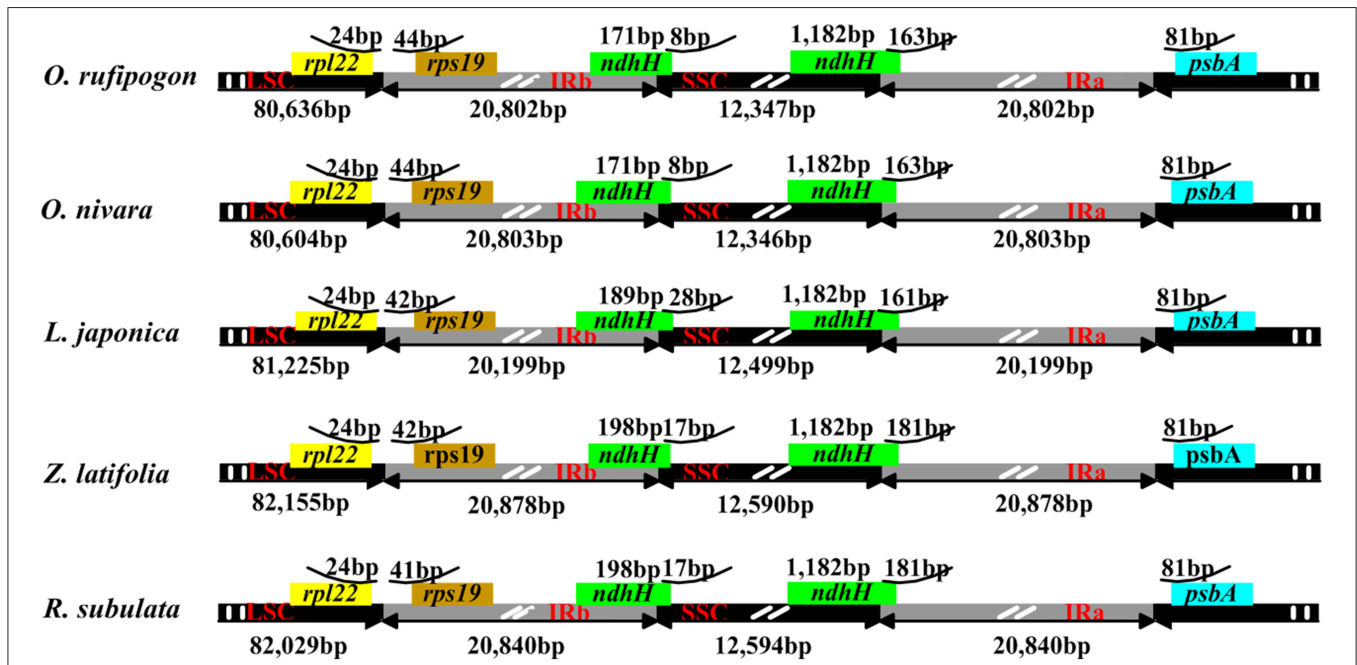 24bp 44bp 171bp 8bp 1,182bp 163bp 81bp
rpl22 rps19 ndhH ndhH psbA
O. rufipogon LSC IRb SSC IRa
80,636bp 20,802bp 12,347bp 20,802bp
24bp 44bp 171bp 8bp 1,182bp 163bp 81bp
rpl22 rps19 ndhH ndhH psbA
O. nivara LSC IRb SSC IRa
80,604bp 20,803bp 12,346bp 20,803bp
24bp 42bp 189bp 28bp 1,182bp 161bp 81bp
rpl22 rps19 ndhH ndhH psbA
L. japonica LSC IRb SSC IRa
81,225bp 20,199bp 12,499bp 20,199bp
24bp 42bp 198bp 17bp 1,182bp 181bp 81bp
rpl22 rps19 ndhH ndhH psbA
Z. latifolia LSC IRb SSC IRa
82,155bp 20,878bp 12,590bp 20,878bp
24bp 41bp 198bp 17bp 1,182bp 181bp 81bp
rpl22 rps19 ndhH ndhH psbA
R. subulata LSC IRb SSC IRa
82,029bp 20,840bp 12,594bp 20,840bp